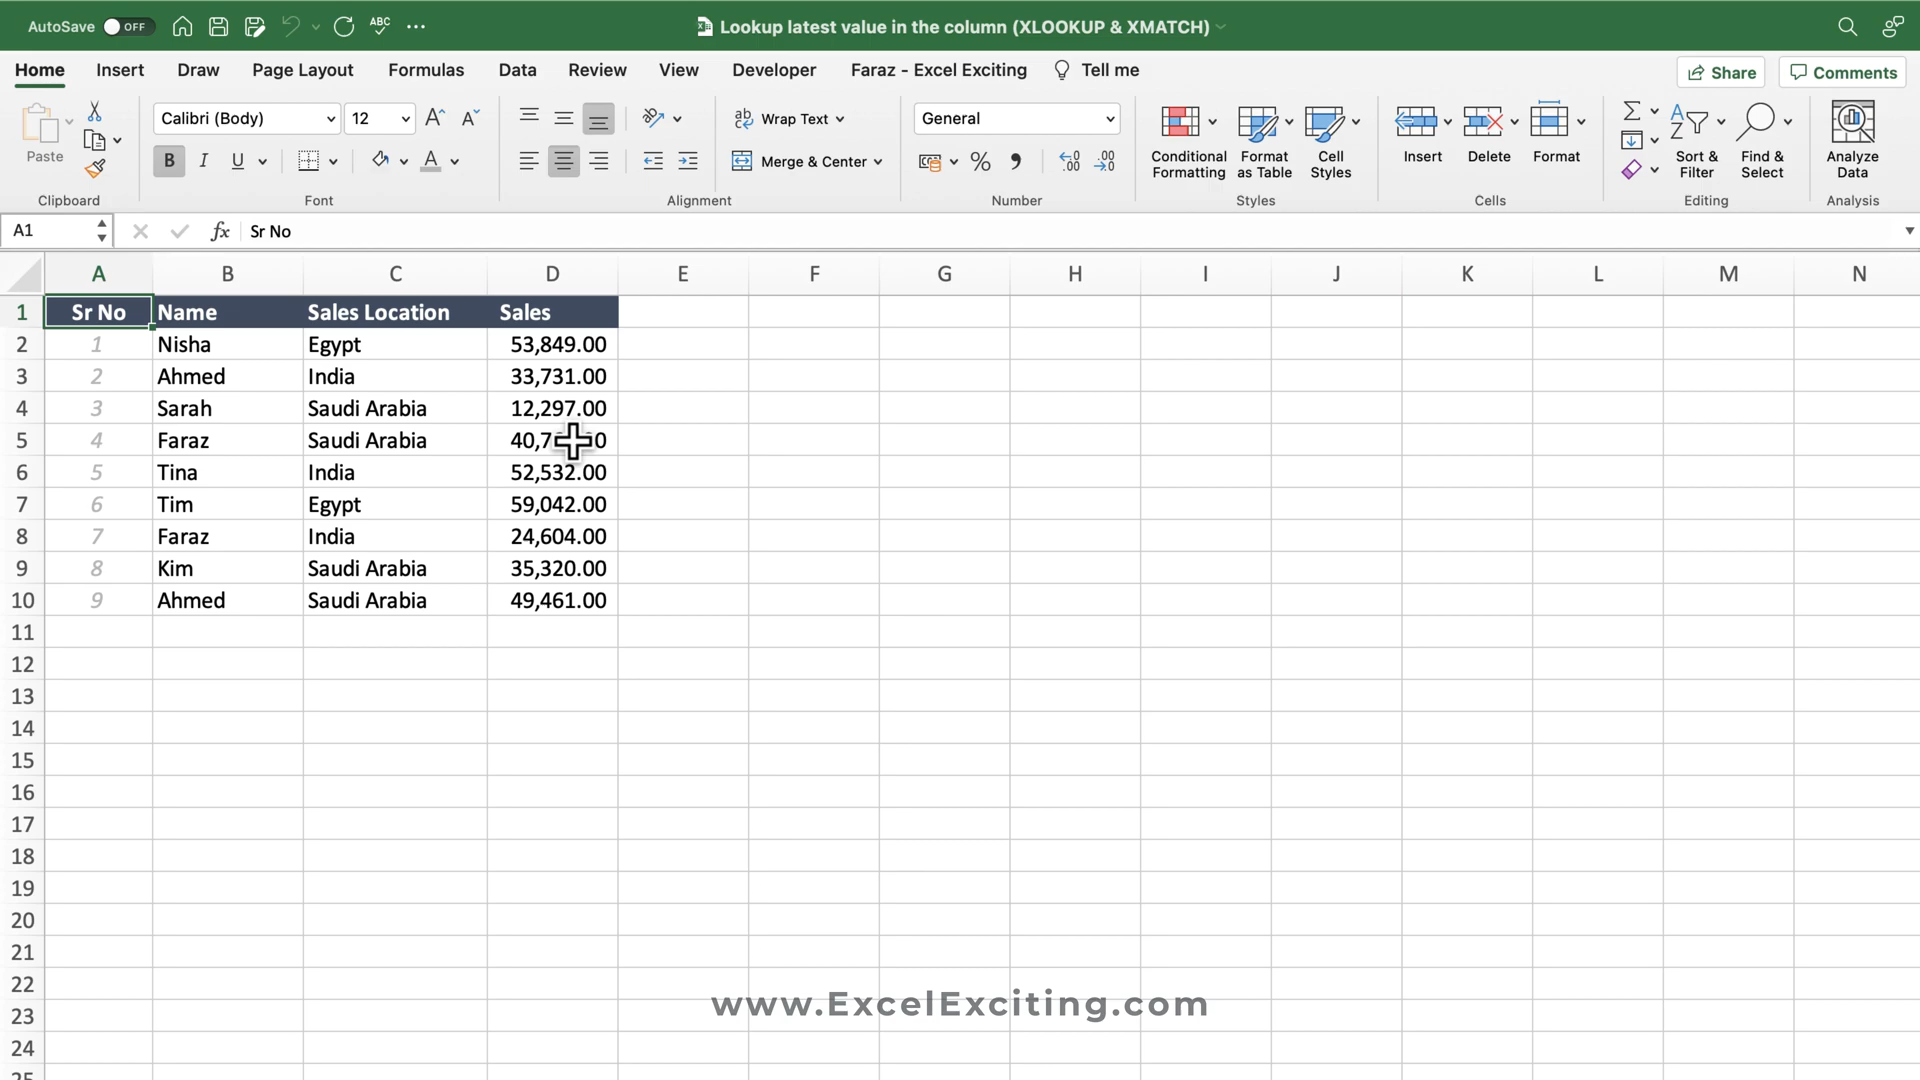 AutoSave OFF ABC Lookup latest value in the column (XLOOKUP & XMATCH)
Home Insert Draw Page Layout Formulas Data Review View Developer Faraz - Excel Exciting Tell me Share Comments
Paste Calibri (Body) 12 A A ab Wrap Text General Conditional Formatting Format as Table Cell Styles Insert Delete Format Sort & Filter Find & Select Analyze Data
B I U A Merge & Center % .00
Clipboard Font Alignment Number Styles Cells Editing Analysis
A1 fx Sr No
A B C D E F G H I J K L M N
1 Sr No Name Sales Location Sales
2 1 Nisha Egypt 53,849.00
3 2 Ahmed India 33,731.00
4 3 Sarah Saudi Arabia 12,297.00
5 4 Faraz Saudi Arabia
6 5 Tina India 52,532.00
7 6 Tim Egypt 59,042.00
8 7 Faraz India 24,604.00
9 8 Kim Saudi Arabia 35,320.00
10 9 Ahmed Saudi Arabia 49,461.00
11
12
13
14
15
16
17
18
19
20
21
22
www.ExcelExciting.com
23
24
25